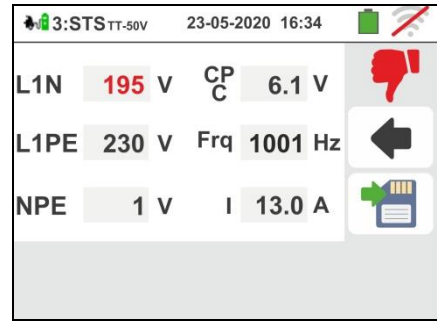 3:STS TT-50V 23-05-2020 16:34
L1N 195 V CP C 6.1 V
L1PE 230 V Frq 1001 Hz
NPE 1 V I 13.0 A